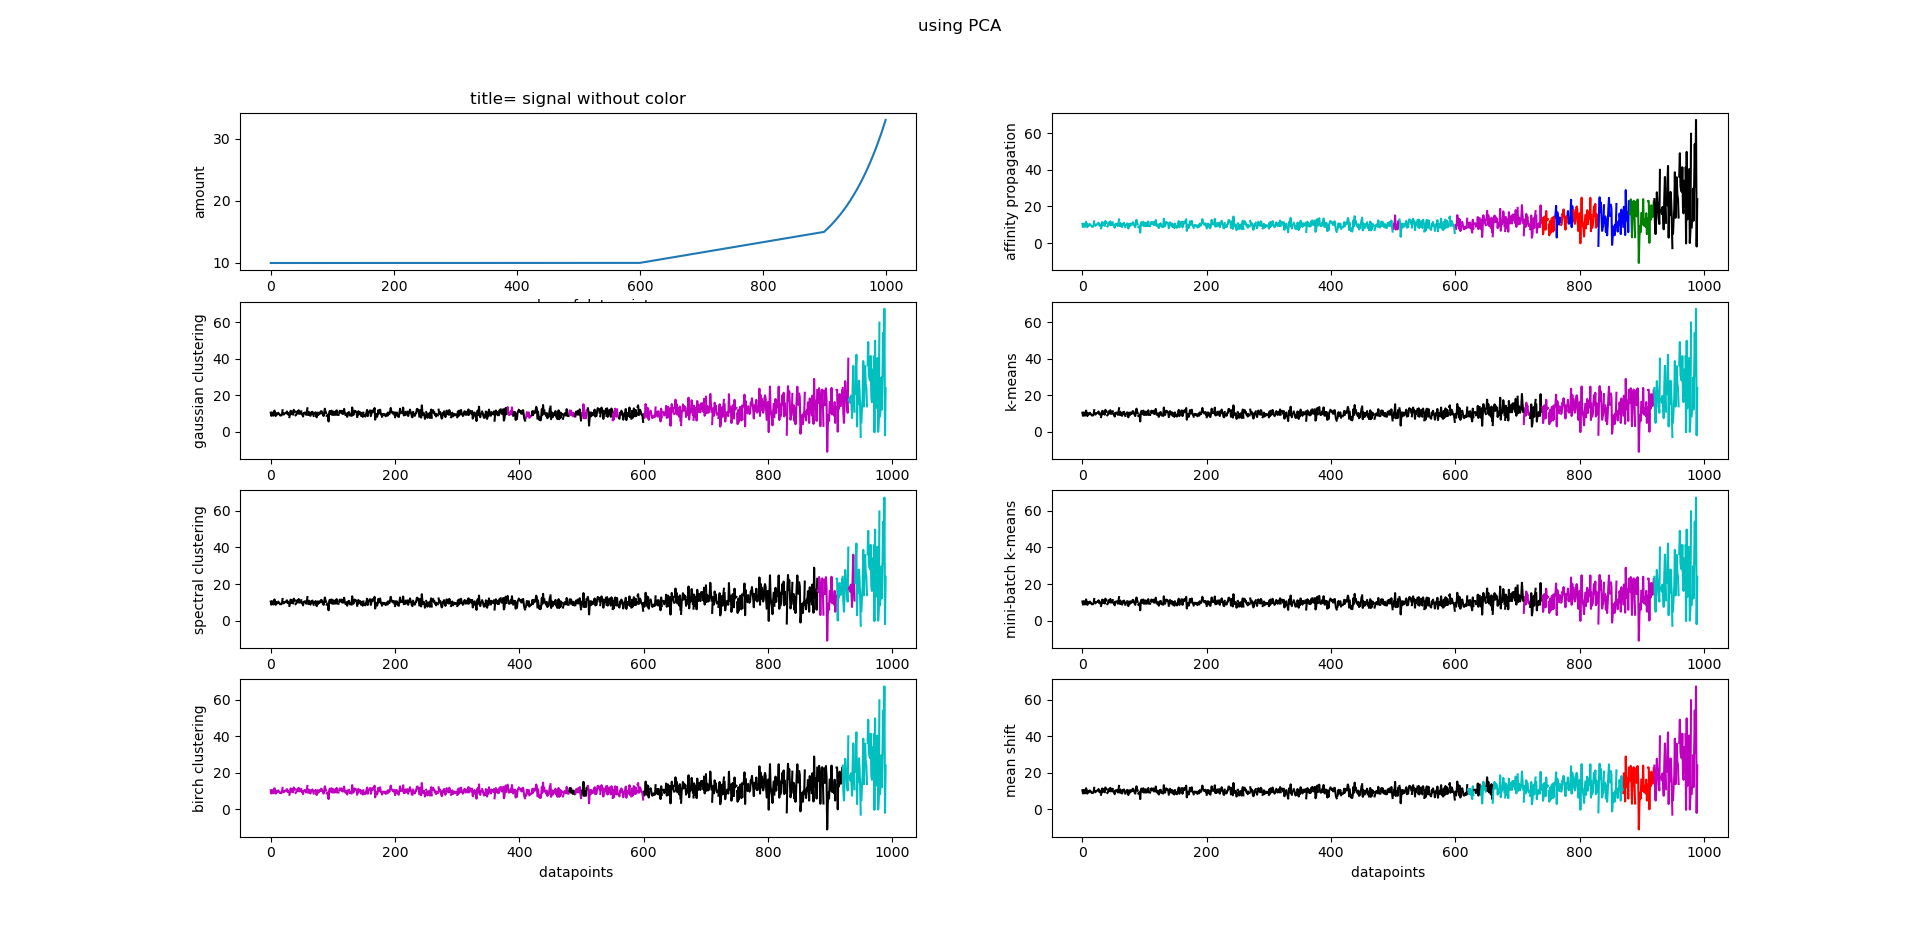 using PCA
title= signal without color
amount
30
20
10
0 200 400 600 800 1000
affinity propagation
60
40
20
0
0 200 400 600 800 1000
gaussian clustering
60
40
20
0
0 200 400 600 800 1000
k-means
60
40
20
0
0 200 400 600 800 1000
spectral clustering
60
40
20
0
0 200 400 600 800 1000
mini-batch k-means
60
40
20
0
0 200 400 600 800 1000
birch clustering
60
40
20
0
0 200 400 600 800 1000
datapoints
mean shift
60
40
20
0
0 200 400 600 800 1000
datapoints